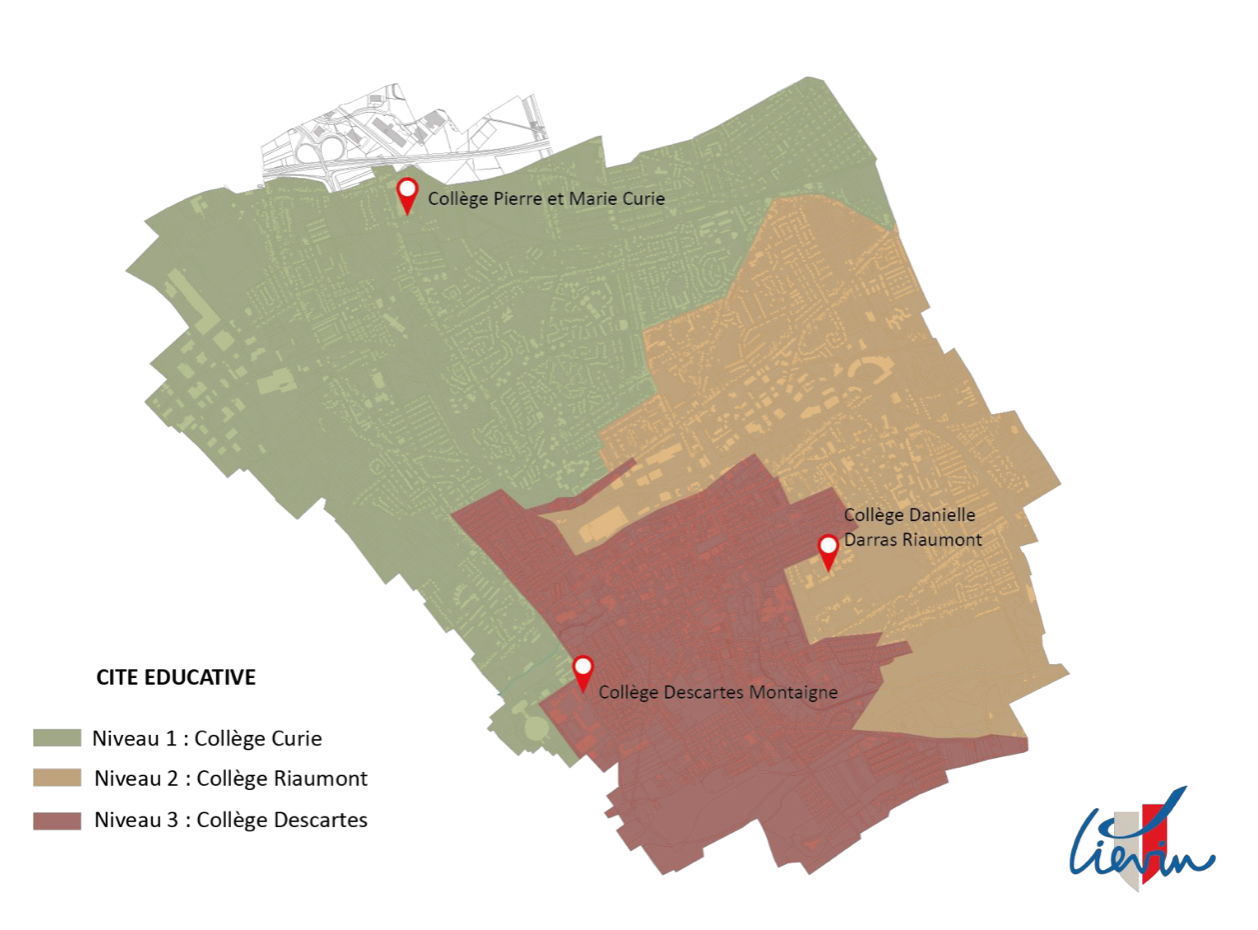 Collège Pierre et Marie Curie
Collège Danielle
Darras Riaumont
Collège Descartes Montaigne
CITE EDUCATIVE
Niveau 1 : Collège Curie
Niveau 2 : Collège Riaumont
Niveau 3 : Collège Descartes
Liévin